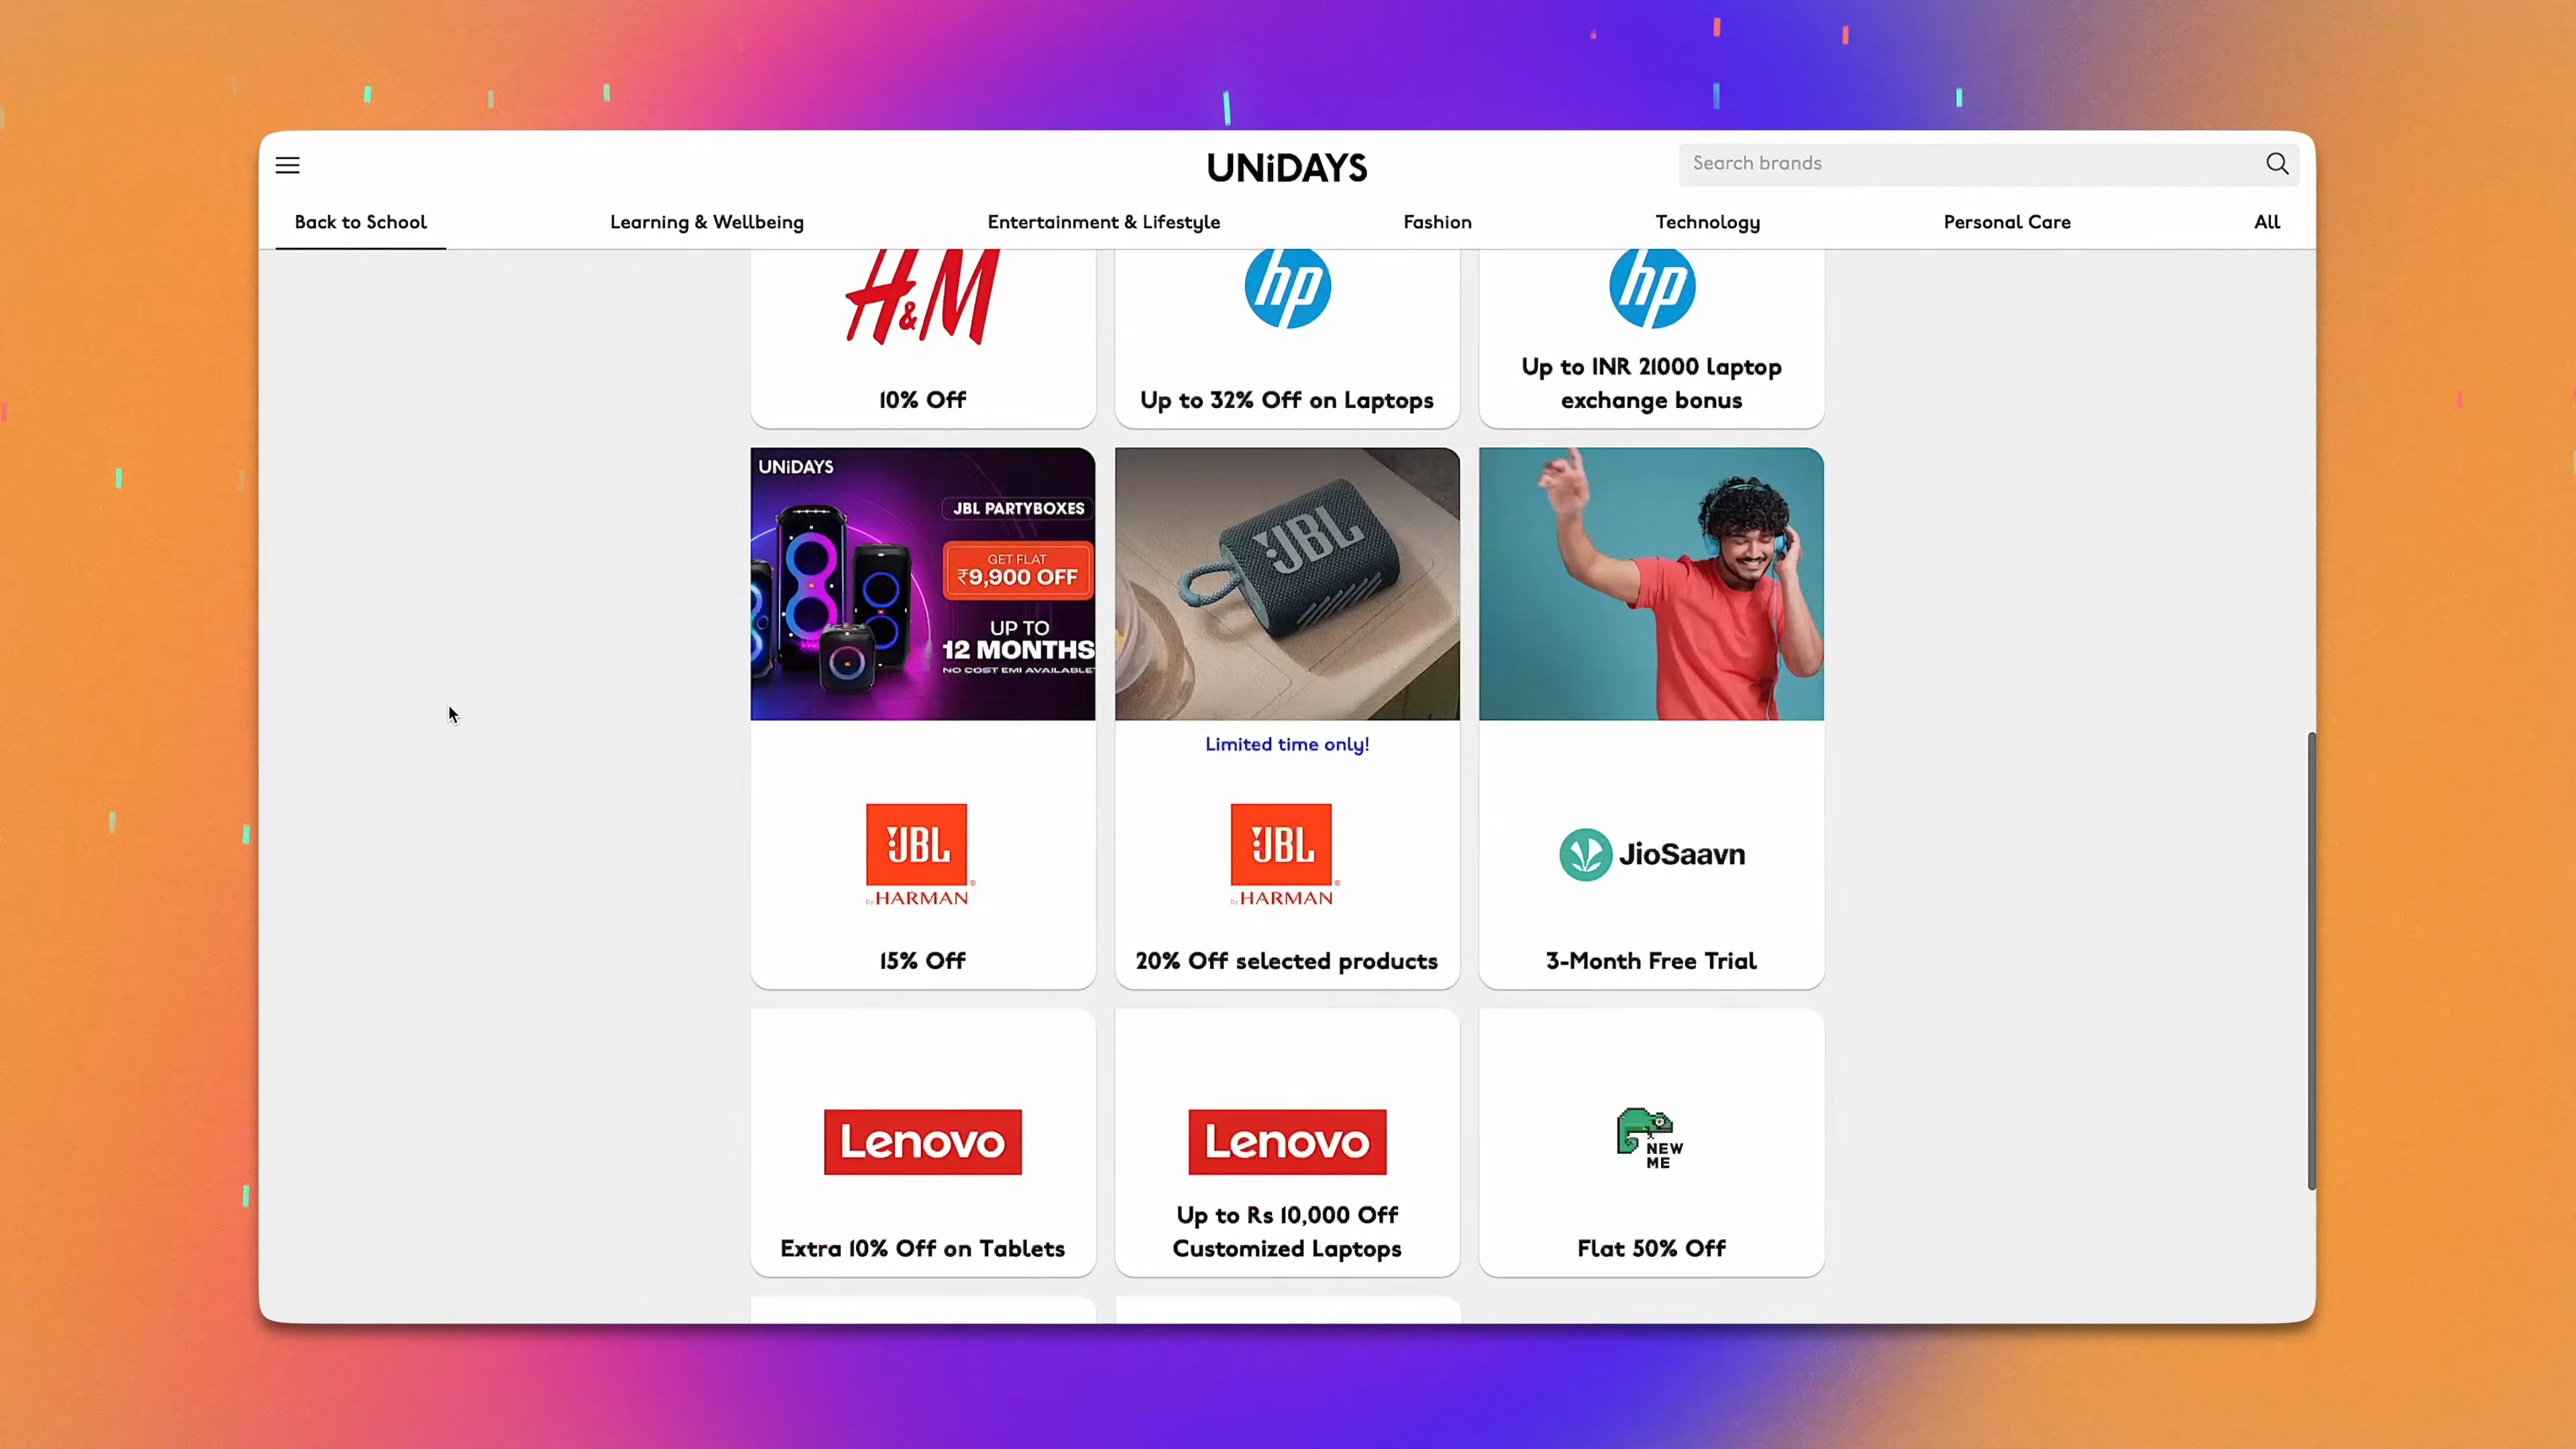 UNiDAYS
Search brands
Back to School
Learning & Wellbeing
Entertainment & Lifestyle
Fashion
Technology
Personal Care
All
H&M
10% Off
hp
Up to 32% Off on Laptops
hp
Up to INR 21000 laptop
exchange bonus
UNiDAYS
JBL PARTYBOXES
GET FLAT
₹9,900 OFF
UP TO
12 MONTHS
NO COST EMI AVAILABLE
JBL
by HARMAN
15% Off
JBL
Limited time only!
JBL
by HARMAN
20% Off selected products
JioSaavn
3-Month Free Trial
Lenovo
Extra 10% Off on Tablets
Lenovo
Up to Rs 10,000 Off
Customized Laptops
NEW
ME
Flat 50% Off